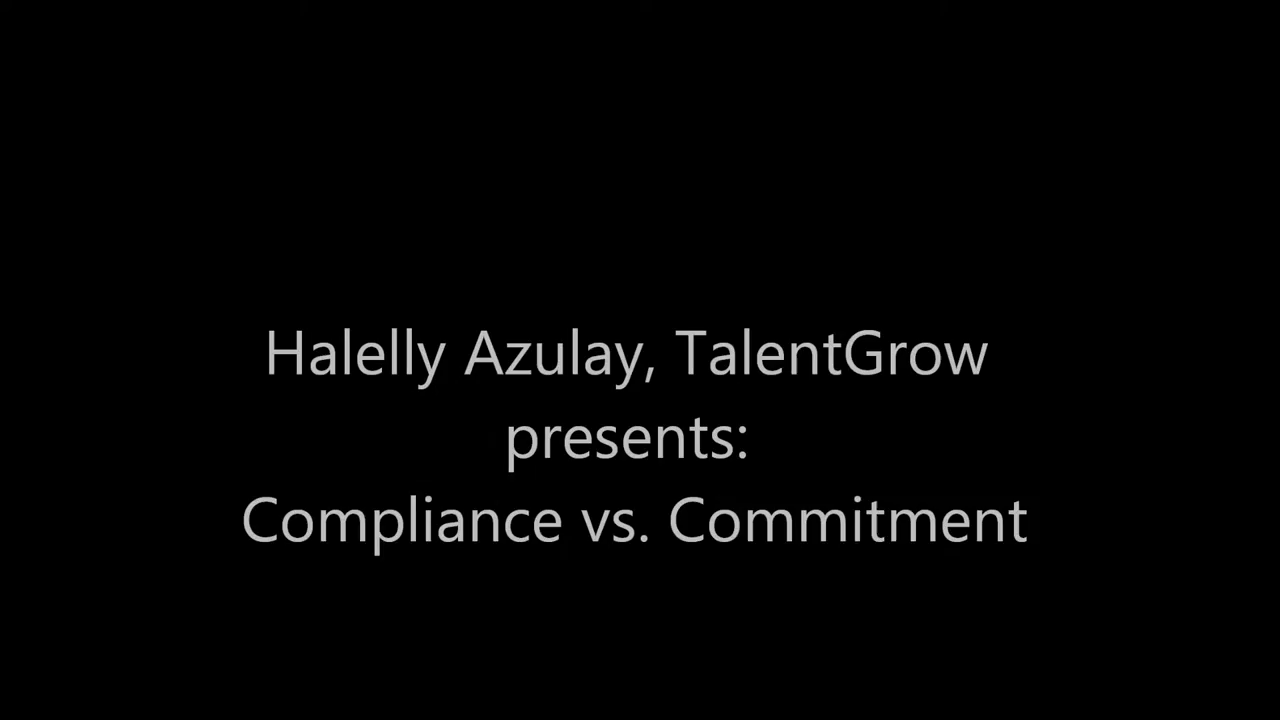 Halelly Azulay, TalentGrow
presents:
Compliance vs. Commitment